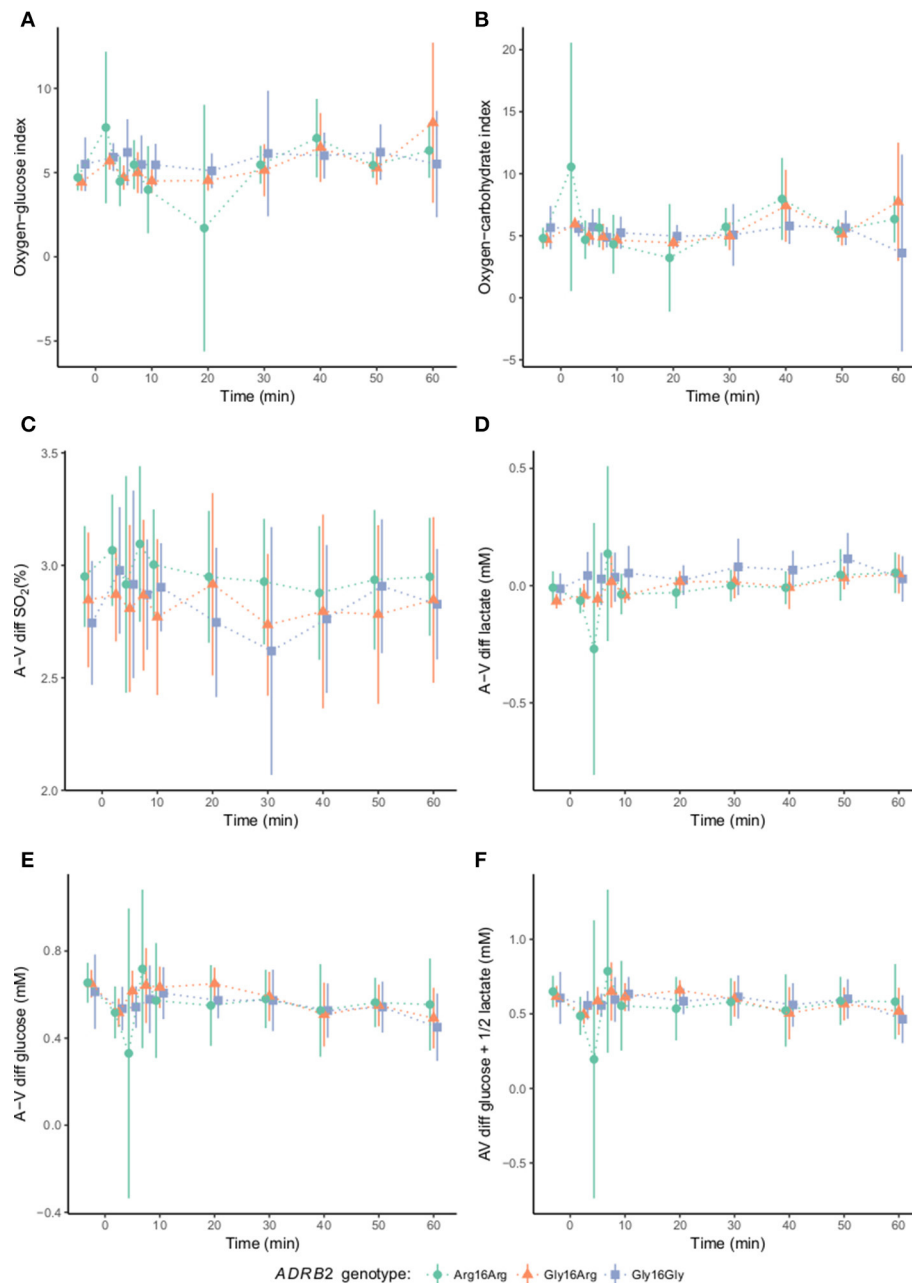 A
Oxygen−glucose index
10
5
0
−5
0 10 20 30 40 50 60
Time (min)
B
Oxygen−carbohydrate index
20
15
10
5
0
−5
0 10 20 30 40 50 60
Time (min)
C
A−V diff SO2(%)
3.5
3.0
2.5
2.0
0 10 20 30 40 50 60
Time (min)
D
A−V diff lactate (mM)
0.5
0.0
−0.5
0 10 20 30 40 50 60
Time (min)
E
A−V diff glucose (mM)
0.8
0.4
0.0
−0.4
0 10 20 30 40 50 60
Time (min)
F
AV diff glucose + 1/2 lactate (mM)
1.0
0.5
0.0
−0.5
0 10 20 30 40 50 60
Time (min)
ADRB2 genotype: Arg16Arg Gly16Arg Gly16Gly